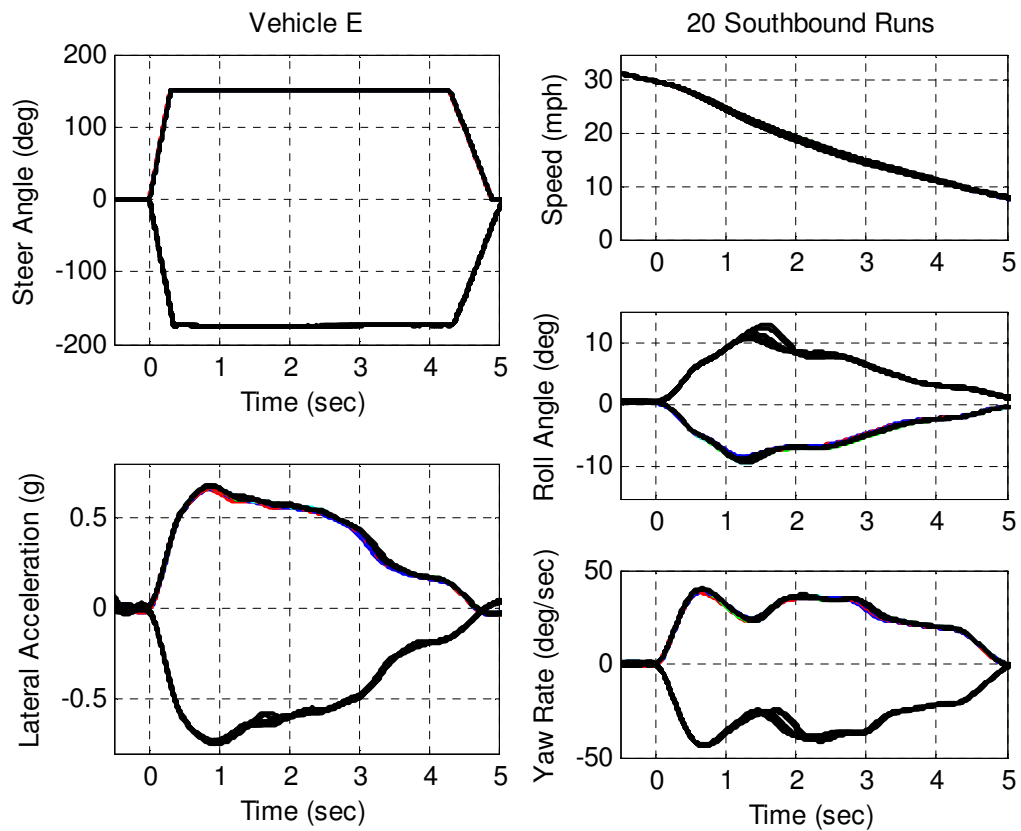 Vehicle E
200
100
0
-100
-200
Steer Angle (deg)
0 1 2 3 4 5
Time (sec)
0.5
0
-0.5
Lateral Acceleration (g)
0 1 2 3 4 5
Time (sec)
20 Southbound Runs
30
20
10
0
Speed (mph)
0 1 2 3 4 5
10
0
-10
Roll Angle (deg)
0 1 2 3 4 5
50
0
-50
Yaw Rate (deg/sec)
0 1 2 3 4 5
Time (sec)